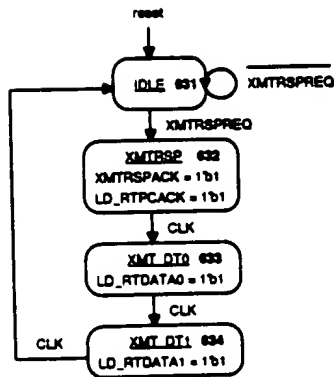 reset
IDLE 631
XMTRSPREQ
XMTRSPREQ
XMTRSP 632
XMTRSPACK = 1'b1
LD_RTPCACK = 1'b1
CLK
XMT_DT0 633
LD_RTDATA0 = 1'b1
CLK
CLK
XMT_DT1 634
LD_RTDATA1 = 1'b1